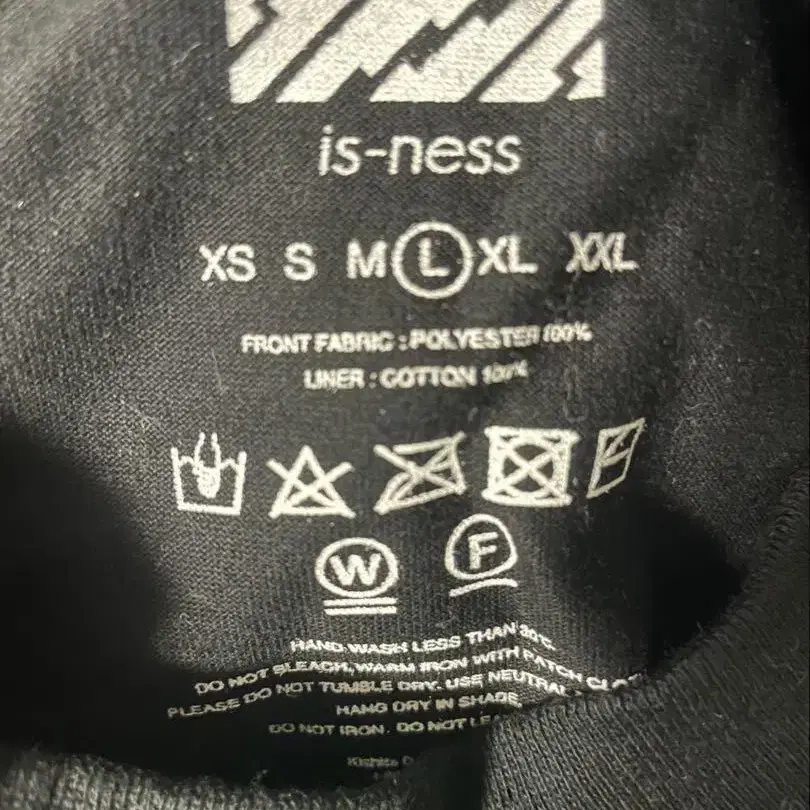 is-ness
XS S M L XL XXL
FRONT FABRIC : POLYESTER 100%
LINER : COTTON 100%
W F
HAND WASH LESS THAN 30°C.
DO NOT BLEACH, WARM IRON WITH PATCH
PLEASE DO NOT TUMBLE DRY. USE NEUTRAL
HANG DRY IN SHADE,
DO NOT IRON. DO NOT